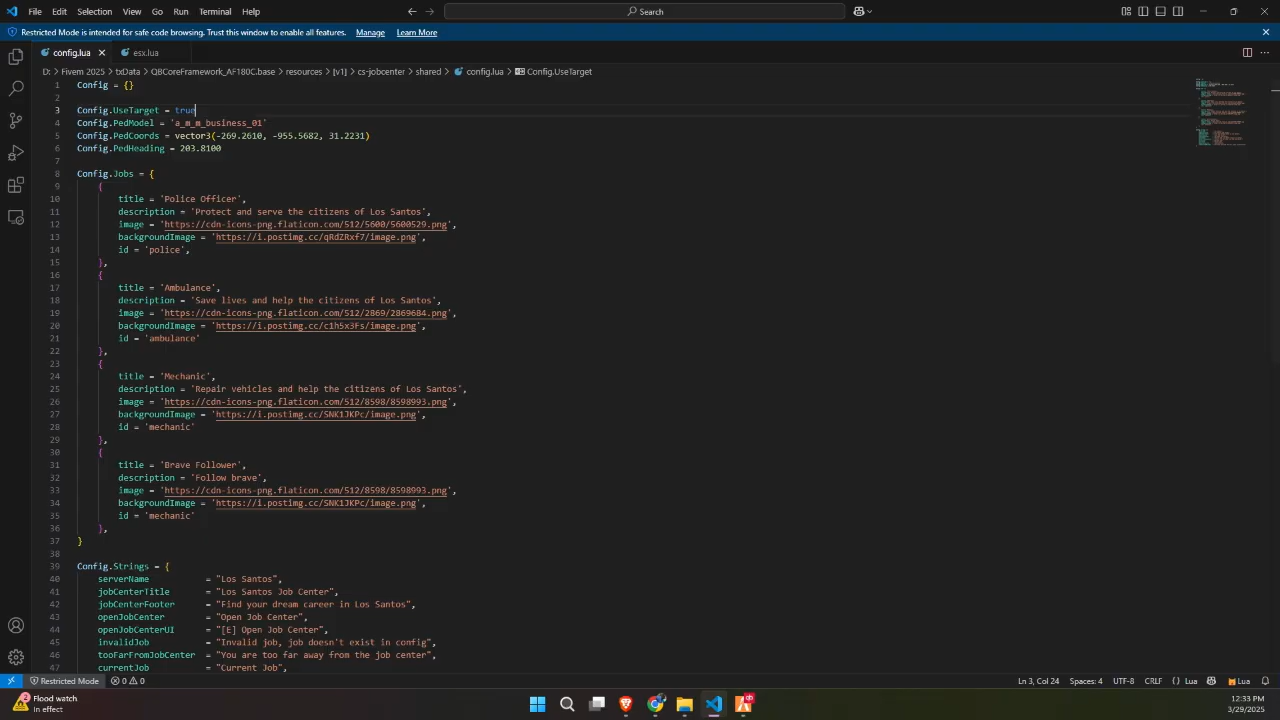 File Edit Selection View Go Run Terminal Help
Search
Restricted Mode is intended for safe code browsing. Trust this window to enable all features. Manage Learn More
config.lua esx.lua
D: > Fivem 2025 > txData > QBCoreFramework_AF180C.base > resources > [v1] > cs-jobcenter > shared > config.lua > Config.UseTarget
1 Config = {}
2
3 Config.UseTarget = true
4 Config.PedModel = 'a_m_m_business_01'
5 Config.PedCoords = vector3(-269.2610, -955.5682, 31.2231)
6 Config.PedHeading = 203.8100
7
8 Config.Jobs = {
9 {
10 title = 'Police Officer',
11 description = 'Protect and serve the citizens of Los Santos',
12 image = 'https://cdn-icons-png.flaticon.com/512/5600/5600529.png',
13 backgroundImage = 'https://i.postimg.cc/qRdZRxf7/image.png',
14 id = 'police',
15 },
16 {
17 title = 'Ambulance',
18 description = 'Save lives and help the citizens of Los Santos',
19 image = 'https://cdn-icons-png.flaticon.com/512/2869/2869684.png',
20 backgroundImage = 'https://i.postimg.cc/c1h5x3Fs/image.png',
21 id = 'ambulance'
22 },
23 {
24 title = 'Mechanic',
25 description = 'Repair vehicles and help the citizens of Los Santos',
26 image = 'https://cdn-icons-png.flaticon.com/512/8598/8598993.png',
27 backgroundImage = 'https://i.postimg.cc/SNK1JKPc/image.png',
28 id = 'mechanic'
29 },
30 {
31 title = 'Brave Follower',
32 description = 'Follow brave',
33 image = 'https://cdn-icons-png.flaticon.com/512/8598/8598993.png',
34 backgroundImage = 'https://i.postimg.cc/SNK1JKPc/image.png',
35 id = 'mechanic'
36 },
37 }
38
39 Config.Strings = {
40 serverName = "Los Santos",
41 jobCenterTitle = "Los Santos Job Center",
42 jobCenterFooter = "Find your dream career in Los Santos",
43 openJobCenter = "Open Job Center",
44 openJobCenterUI = "[E] Open Job Center",
45 invalidJob = "Invalid job, job doesn't exist in config",
46 tooFarFromJobCenter = "You are too far away from the job center",
47 currentJob = "Current Job",
Restricted Mode 0 0 Ln 3, Col 24 Spaces: 4 UTF-8 CRLF {} Lua Lua
2 Flood watch
In effect
12:33 PM
3/29/2025